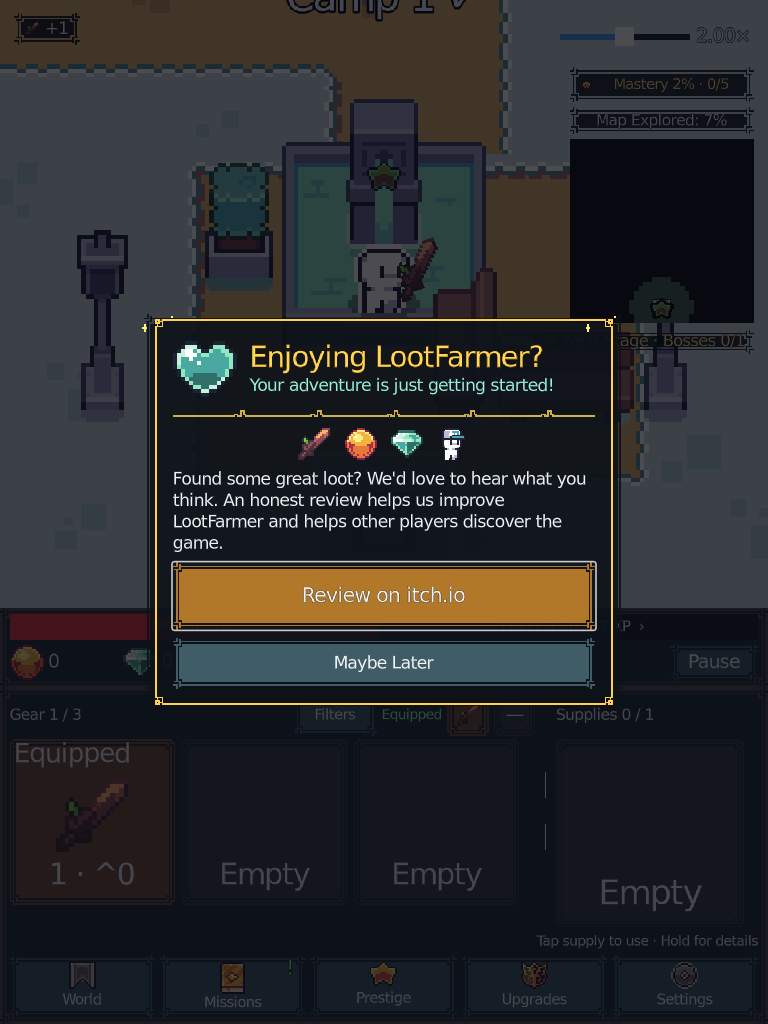 Camp 1
+1
2.00×
Mastery 2% · 0/5
Map Explored: 7%
tage · Bosses 0/1
Enjoying LootFarmer?
Your adventure is just getting started!
Found some great loot? We'd love to hear what you
think. An honest review helps us improve
LootFarmer and helps other players discover the
game.
Review on itch.io
Maybe Later
0
P ›
Pause
Gear 1 / 3
Filters
Equipped
—
Supplies 0 / 1
Equipped
1 · ^0
Empty
Empty
Empty
Tap supply to use · Hold for details
World
Missions
!
Prestige
Upgrades
Settings